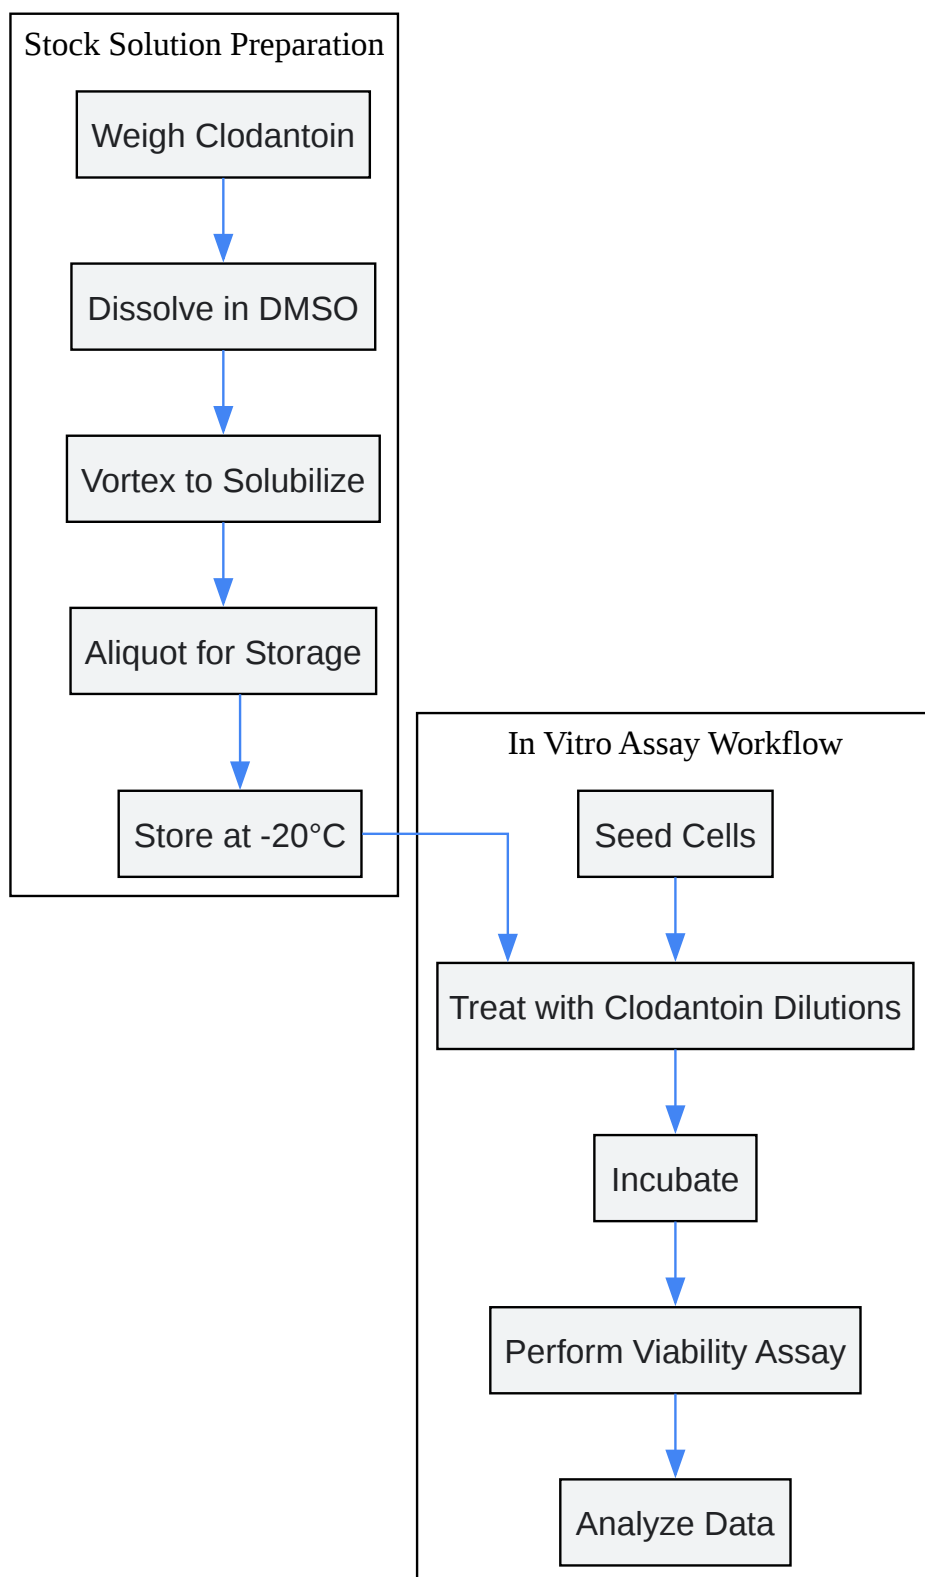 Stock Solution Preparation
Weigh Clodantoin
Dissolve in DMSO
Vortex to Solubilize
Aliquot for Storage
Store at -20°C
In Vitro Assay Workflow
Seed Cells
Treat with Clodantoin Dilutions
Incubate
Perform Viability Assay
Analyze Data